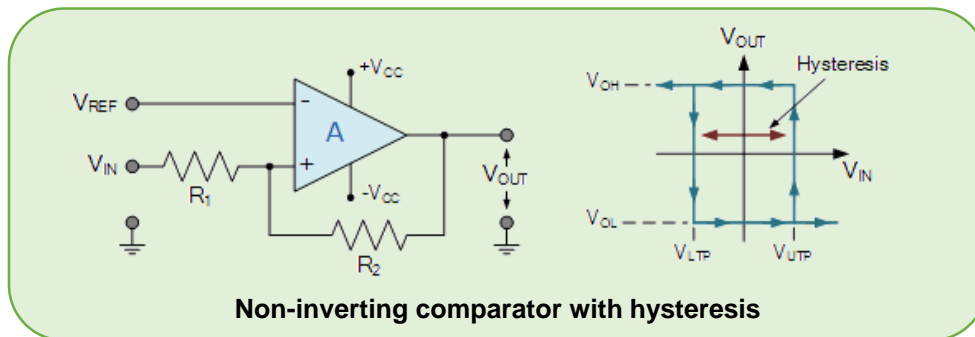 +VCC
VREF
-
A
VIN
+
R1
-VCC
VOUT
R2
VOUT
Hysteresis
VOH
VIN
VOL
VLTP
VUTP
Non-inverting comparator with hysteresis